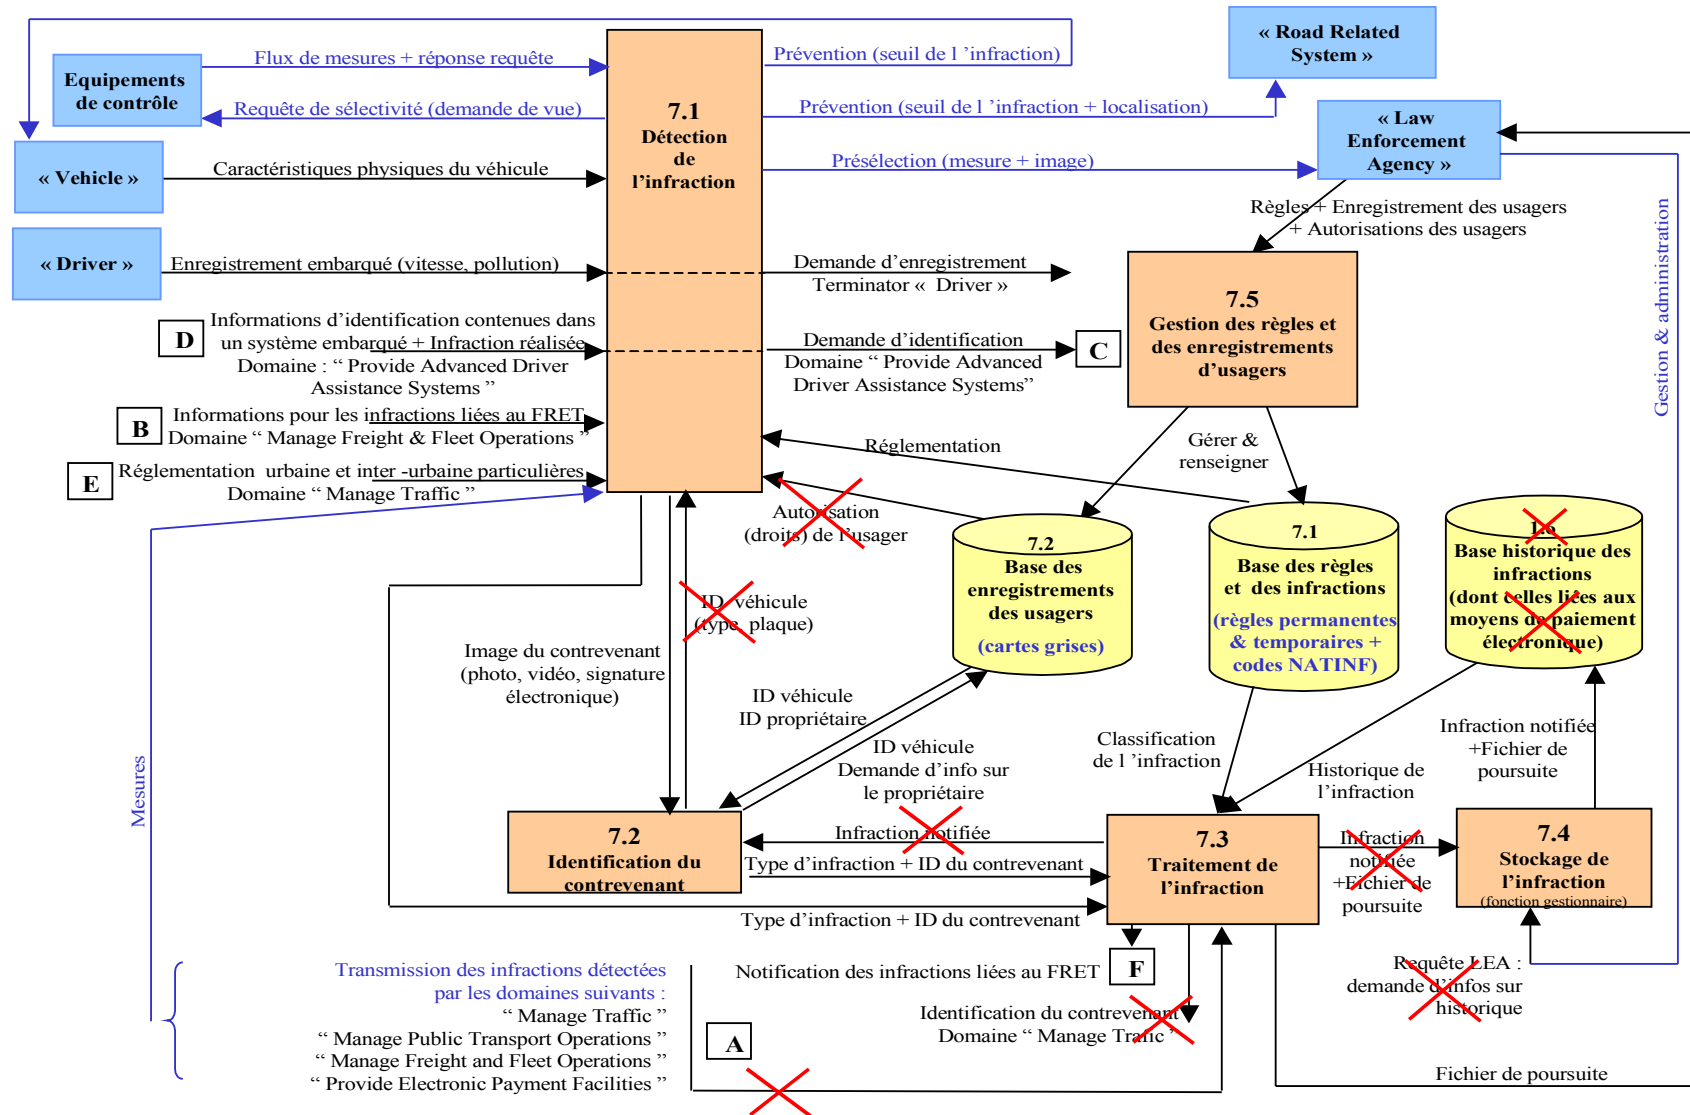 « Road Related
System »
Equipements
de contrôle
Flux de mesures + réponse requête
Requête de sélectivité (demande de vue)
7.1
Détection
de
l’infraction
Prévention (seuil de l ’infraction)
Prévention (seuil de l ’infraction + localisation)
Présélection (mesure + image)
« Law
Enforcement
Agency »
« Vehicle »
Caractéristiques physiques du véhicule
Règles + Enregistrement des usagers
+ Autorisations des usagers
Gestion & administration
« Driver »
Enregistrement embarqué (vitesse, pollution)
Demande d’enregistrement
Terminator « Driver »
7.5
Gestion des règles et
des enregistrements
d’usagers
D
Informations d’identification contenues dans
un système embarqué + Infraction réalisée
Domaine : “ Provide Advanced Driver
Assistance Systems ”
Demande d’identification
Domaine “ Provide Advanced
Driver Assistance Systems”
C
B
Informations pour les infractions liées au FRET
Domaine “ Manage Freight & Fleet Operations ”
E
Réglementation urbaine et inter -urbaine particulières
Domaine “ Manage Traffic ”
Réglementation
Gérer &
renseigner
Autorisation
(droits) de l’usager
7.2
Base des
enregistrements
des usagers
(cartes grises)
7.1
Base des règles
et des infractions
(règles permanentes
& temporaires +
codes NATINF)
Base historique des
infractions
(dont celles liées aux
moyens de paiement
électronique)
ID véhicule
(type, plaque)
Image du contrevenant
(photo, vidéo, signature
électronique)
ID véhicule
ID propriétaire
ID véhicule
Demande d’info sur
le propriétaire
Classification
de l ’infraction
Historique de
l’infraction
Infraction notifiée
+Fichier de
poursuite
Mesures
7.2
Identification du
contrevenant
Infraction notifiée
Type d’infraction + ID du contrevenant
Type d’infraction + ID du contrevenant
7.3
Traitement de
l’infraction
Infraction
notifiée
+Fichier de
poursuite
7.4
Stockage de
l’infraction
(fonction gestionnaire)
Transmission des infractions détectées
par les domaines suivants :
“ Manage Traffic ”
“ Manage Public Transport Operations ”
“ Manage Freight and Fleet Operations ”
“ Provide Electronic Payment Facilities ”
A
Notification des infractions liées au FRET
F
Identification du contrevenant
Domaine “ Manage Trafic ”
Requête LEA :
demande d’infos sur
historique
Fichier de poursuite